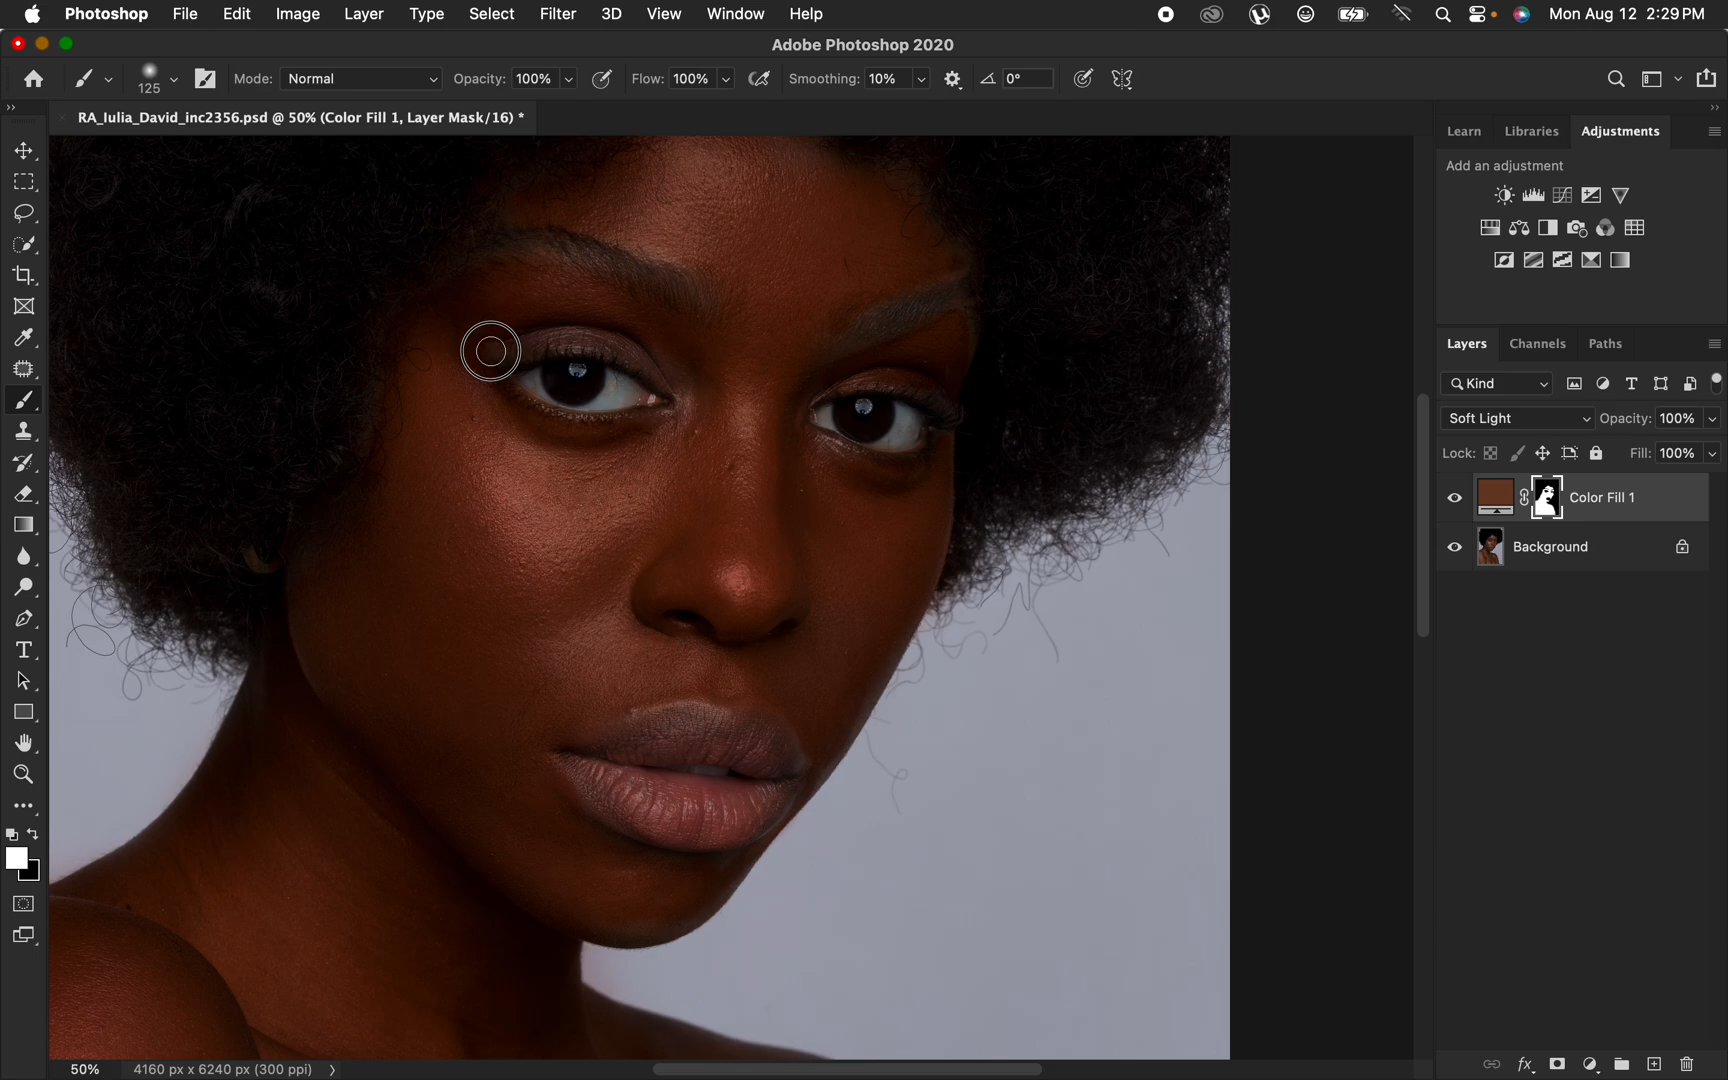 Photoshop File Edit Image Layer Type Select Filter 3D View Window Help Mon Aug 12 2:29 PM
Adobe Photoshop 2020
125 Mode: Normal Opacity: 100% Flow: 100% Smoothing: 10% 0°
RA_Iulia_David_inc2356.psd @ 50% (Color Fill 1, Layer Mask/16) *
Learn Libraries Adjustments
Add an adjustment
Layers Channels Paths
Kind
Soft Light Opacity: 100%
Lock: Fill: 100%
Color Fill 1
Background
50% 4160 px x 6240 px (300 ppi)